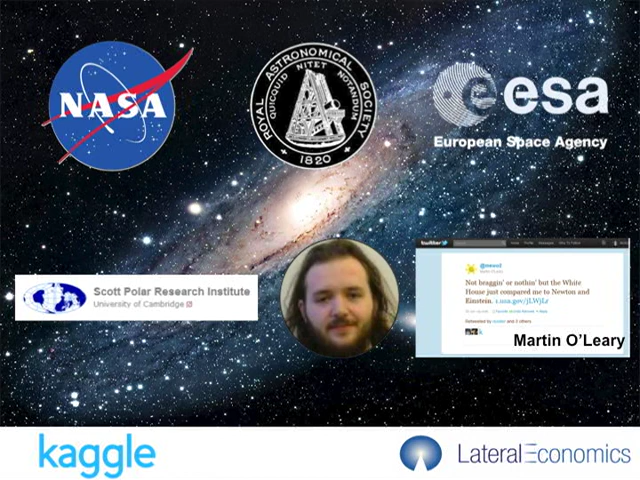 NASA
ROYAL ASTRONOMICAL SOCIETY
QUICQUID NITET NOTANDUM
1820
esa
European Space Agency
Scott Polar Research Institute
University of Cambridge
twitter
Not braggin' or nothin' but the White
House just compared me to Newton and
Einstein.
Martin O'Leary
kaggle
LateralEconomics